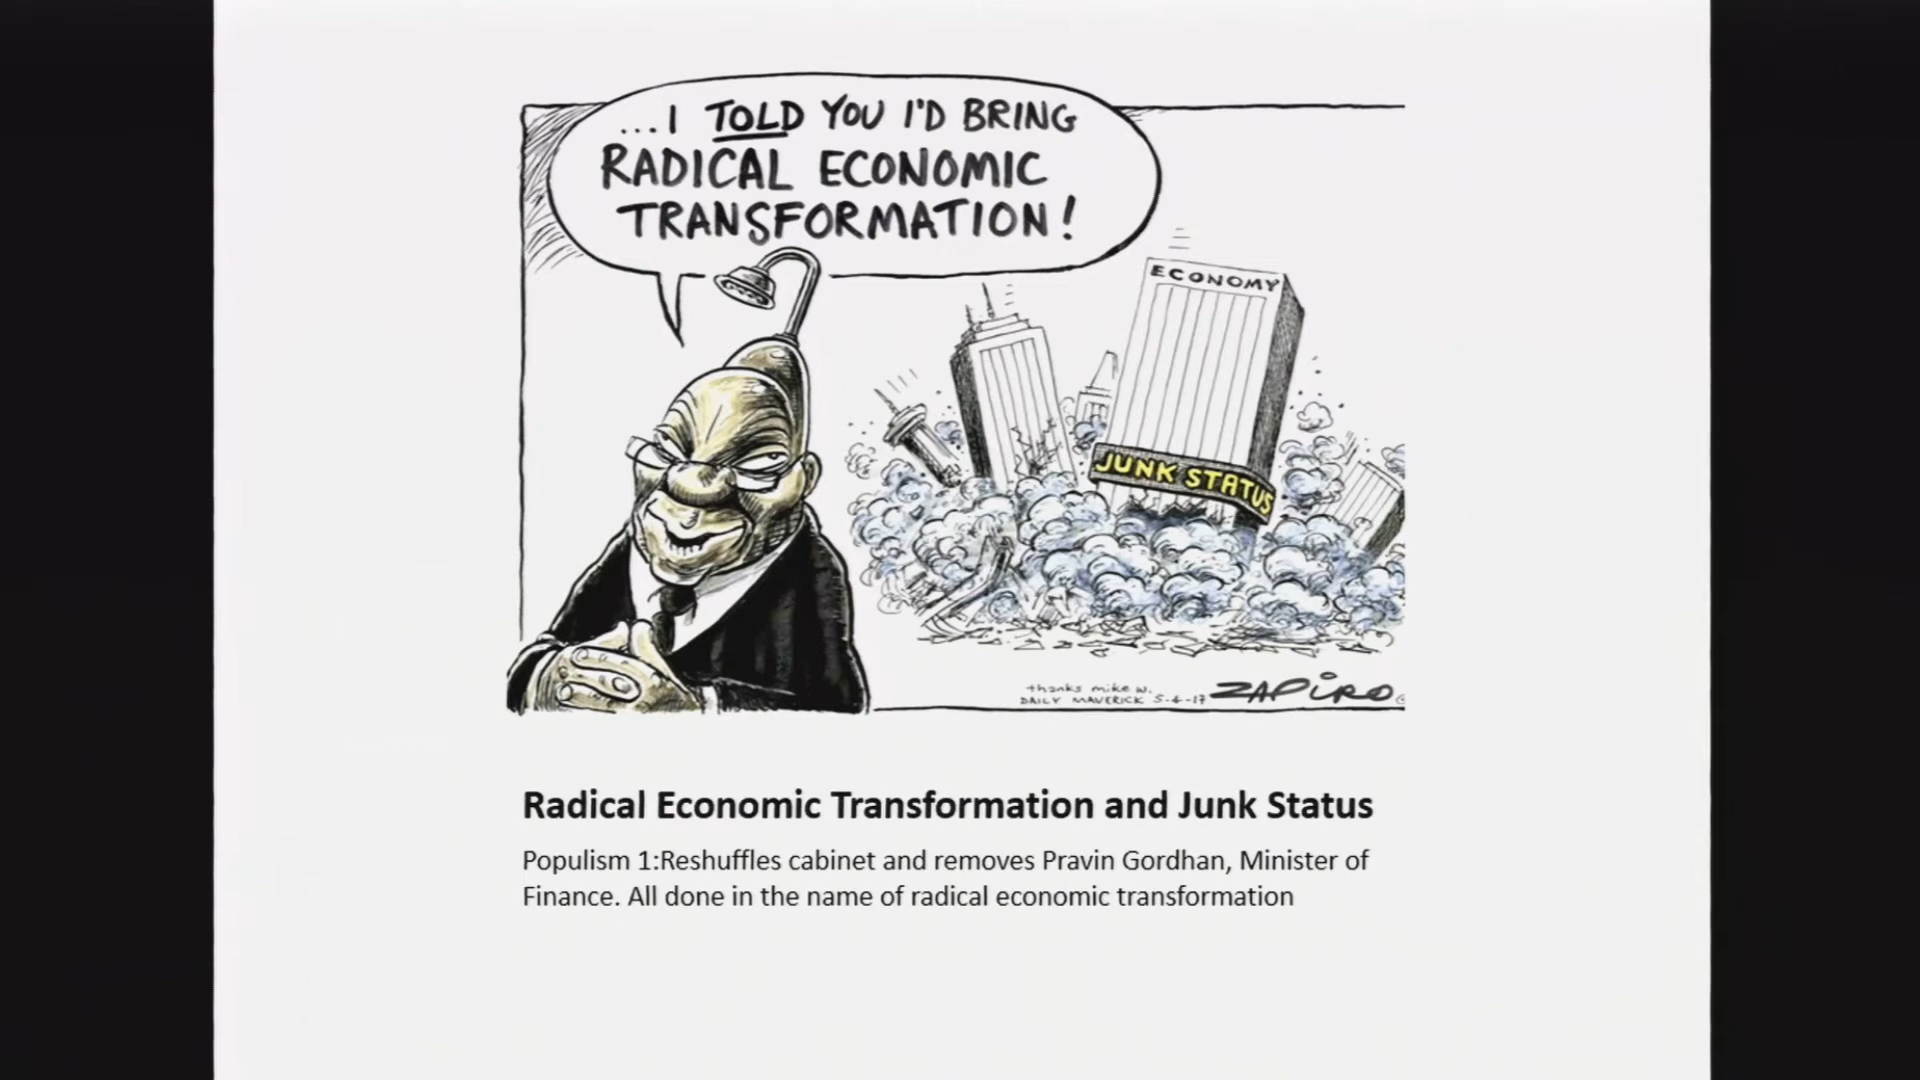 ...I TOLD YOU I'D BRING
RADICAL ECONOMIC
TRANSFORMATION!
ECONOMY
JUNK STATUS
thanks mike w.
DAILY MAVERICK 5-4-17 ZAPIRO ©
Radical Economic Transformation and Junk Status
Populism 1:Reshuffles cabinet and removes Pravin Gordhan, Minister of
Finance. All done in the name of radical economic transformation